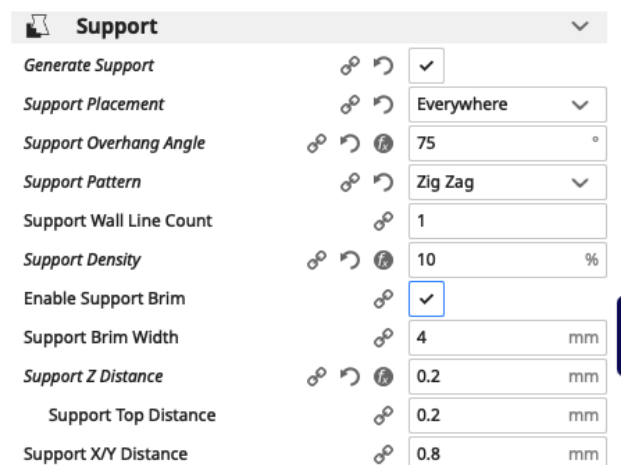 Support
Generate Support
Support Placement Everywhere
Support Overhang Angle 75 °
Support Pattern Zig Zag
Support Wall Line Count 1
Support Density 10 %
Enable Support Brim
Support Brim Width 4 mm
Support Z Distance 0.2 mm
Support Top Distance 0.2 mm
Support X/Y Distance 0.8 mm